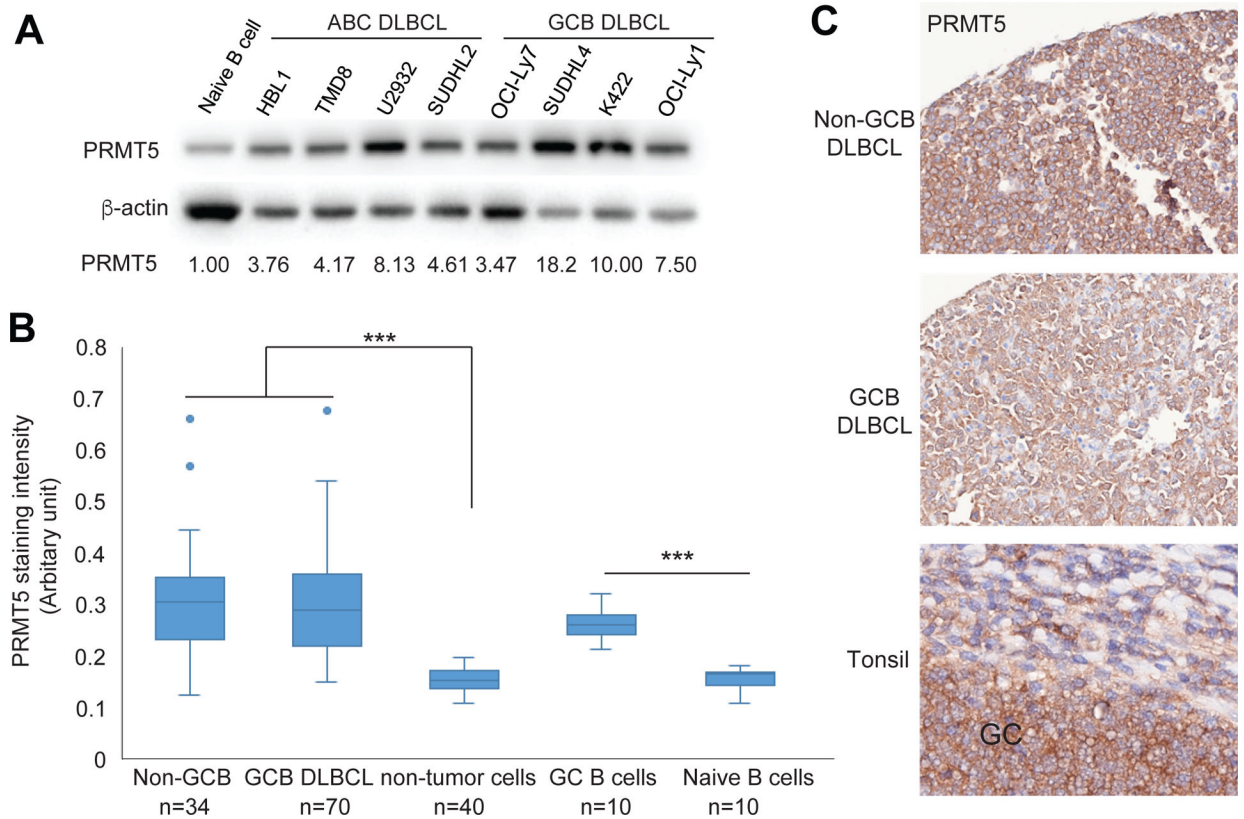 A
ABC DLBCL
GCB DLBCL
Naive B cell
HBL1
TMD8
U2932
SUDHL2
OCI-Ly7
SUDHL4
K422
OCI-Ly1
PRMT5
β-actin
PRMT5 1.00 3.76 4.17 8.13 4.61 3.47 18.2 10.00 7.50
B
PRMT5 staining intensity
(Arbitary unit)
0.8
0.7
0.6
0.5
0.4
0.3
0.2
0.1
0
***
***
Non-GCB GCB DLBCL non-tumor cells GC B cells Naive B cells
n=34 n=70 n=40 n=10 n=10
C
PRMT5
Non-GCB
DLBCL
GCB
DLBCL
Tonsil
GC